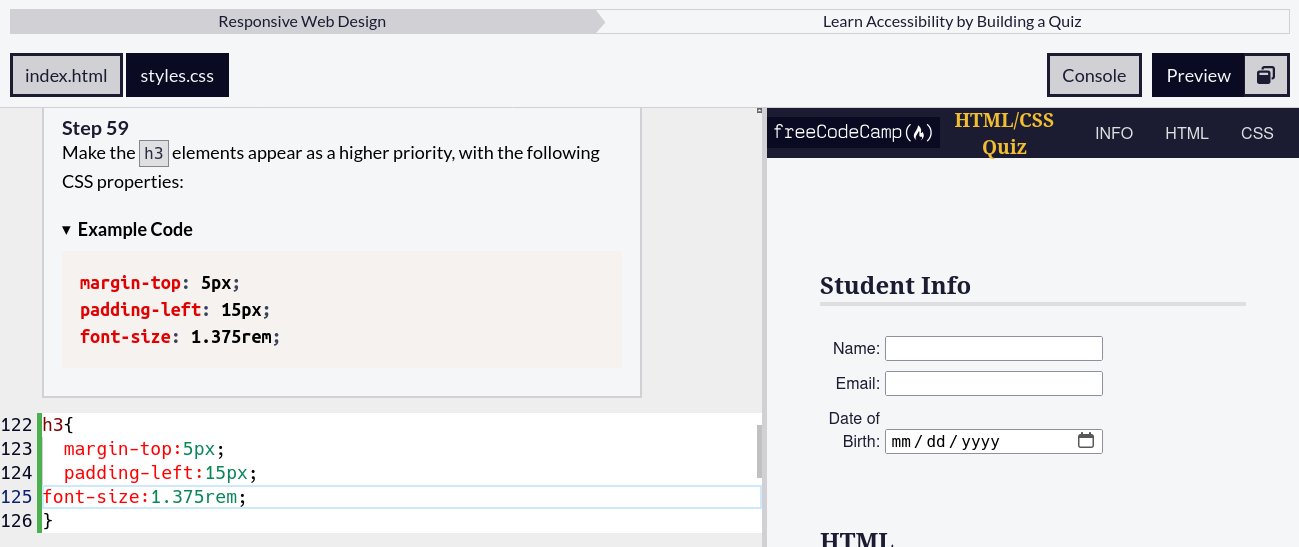 Responsive Web Design
Learn Accessibility by Building a Quiz
index.html
styles.css
Console
Preview
Step 59
Make the h3 elements appear as a higher priority, with the following
CSS properties:
▼ Example Code
margin-top: 5px;
padding-left: 15px;
font-size: 1.375rem;
122 h3{
123   margin-top:5px;
124   padding-left:15px;
125 font-size:1.375rem;
126 }
freeCodeCamp
HTML/CSS
Quiz
INFO
HTML
CSS
Student Info
Name:
Email:
Date of
Birth: mm/dd/yyyy
HTML